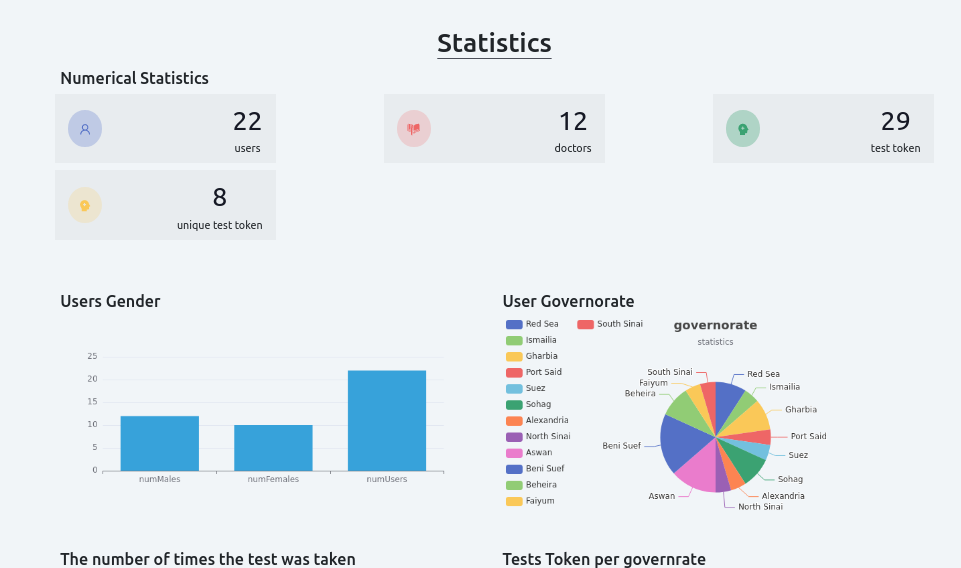 Statistics
Numerical Statistics
22
users
12
doctors
29
test token
8
unique test token
Users Gender
25
20
15
10
5
0
numMales
numFemales
numUsers
User Governorate
Red Sea
South Sinai
Ismailia
Gharbia
Port Said
Suez
Sohag
Alexandria
North Sinai
Aswan
Beni Suef
Beheira
Faiyum
governorate
statistics
South Sinai
Red Sea
Faiyum
Ismailia
Beheira
Gharbia
Port Said
Beni Suef
Suez
Sohag
Aswan
Alexandria
North Sinai
The number of times the test was taken
Tests Token per governrate